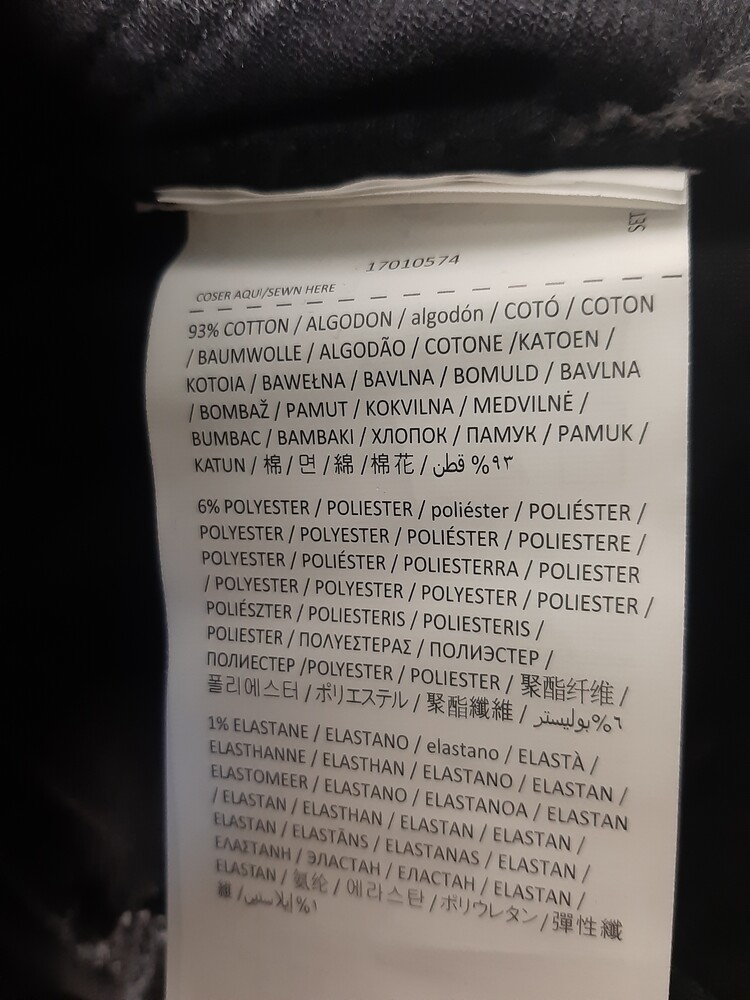 SET
17010574
COSER AQUI/SEWN HERE
93% COTTON / ALGODON / algodón / COTÓ / COTON
/ BAUMWOLLE / ALGODÃO / COTONE /KATOEN /
KOTOIA / BAWEŁNA / BAVLNA / BOMULD / BAVLNA
/ BOMBAŽ / PAMUT / KOKVILNA / MEDVILNĖ /
BUMBAC / BAMBAKI / ХЛОПОК / ПАМУК / PAMUK /
KATUN / 棉 / 면 / 綿 / 棉花 / قطن %٩٣
6% POLYESTER / POLIESTER / poliéster / POLIÉSTER /
POLYESTER / POLYESTER / POLIÉSTER / POLIESTERE /
POLYESTER / POLIÉSTER / POLIESTERRA / POLIESTER
/ POLYESTER / POLYESTER / POLYESTER / POLIESTER /
POLIÉSZTER / POLIESTERIS / POLIESTERIS /
POLIESTER / ΠΟΛΥΕΣΤΕΡΑΣ / ПОЛИЭСТЕР /
ПОЛИЕСТЕР /POLYESTER / POLIESTER / 聚酯纤维 /
폴리에스터 / ポリエステル / 聚酯纖維 / بوليستر%٦
1% ELASTANE / ELASTANO / elastano / ELASTÀ /
ELASTHANNE / ELASTHAN / ELASTANO / ELASTAN /
ELASTOMEER / ELASTANO / ELASTANOA / ELASTAN
/ ELASTAN / ELASTHAN / ELASTAN / ELASTAN /
ELASTAN / ELASTĀNS / ELASTANAS / ELASTAN /
ΕΛΑΣΤΑΝΗ / ЭЛАСТАН / ЕЛАСТАН / ELASTAN /
ELASTAN / 氨纶 / 에라스탄 / ポリウレタン / 彈性纖
維 / إيلاستين %١